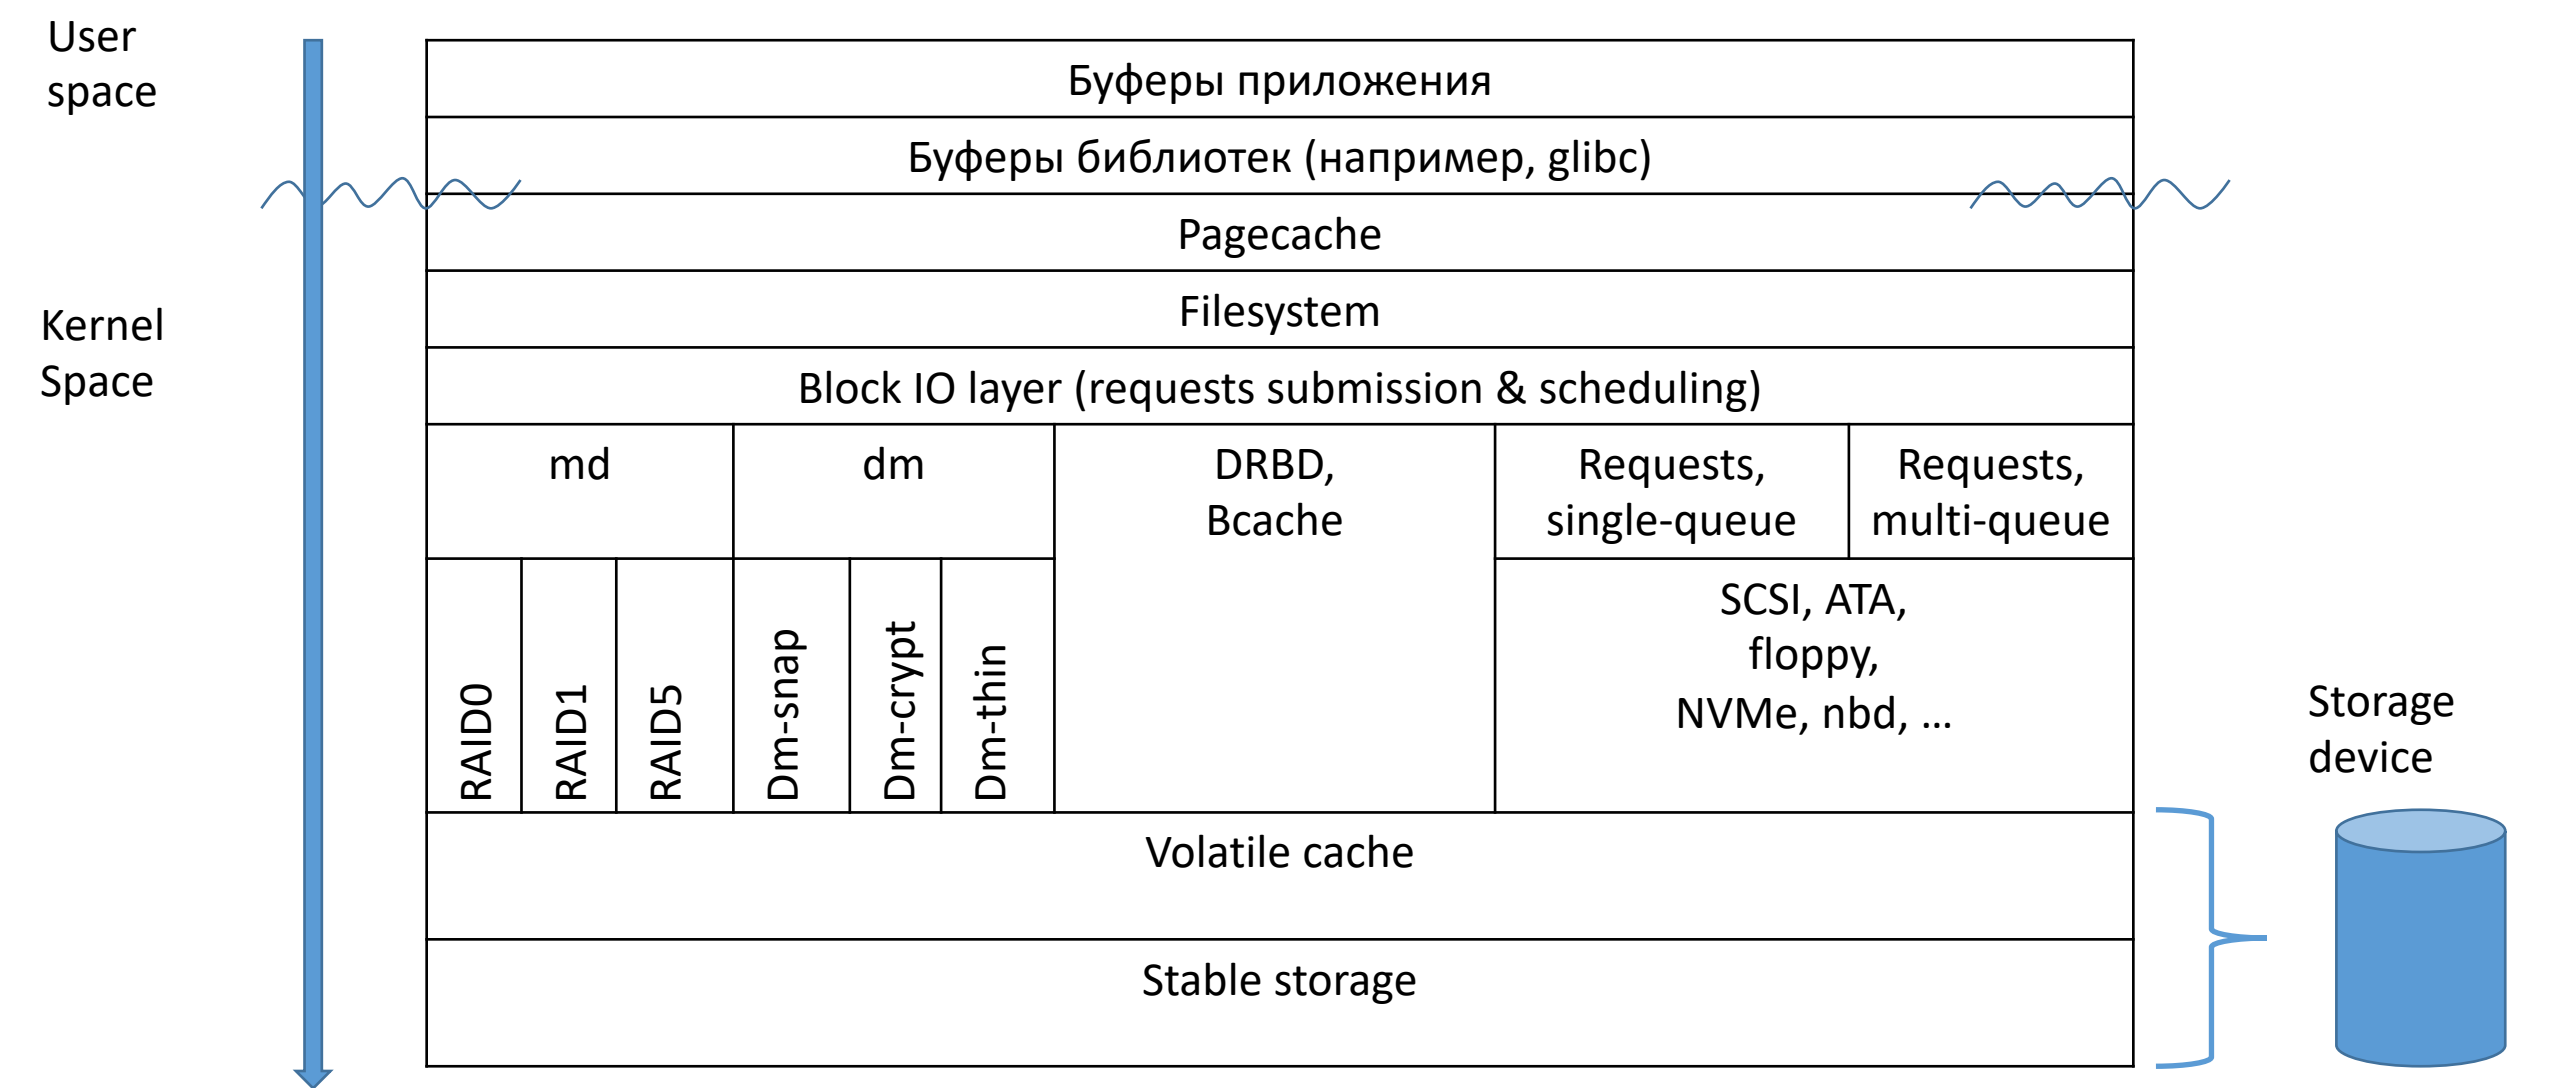 User
space
Буферы приложения
Буферы библиотек (например, glibc)
Pagecache
Kernel
Space
Filesystem
Block IO layer (requests submission & scheduling)
md
dm
DRBD,
Bcache
Requests,
single-queue
Requests,
multi-queue
RAID0
RAID1
RAID5
Dm-snap
Dm-crypt
Dm-thin
SCSI, ATA,
floppy,
NVMe, nbd, ...
Storage
device
Volatile cache
Stable storage